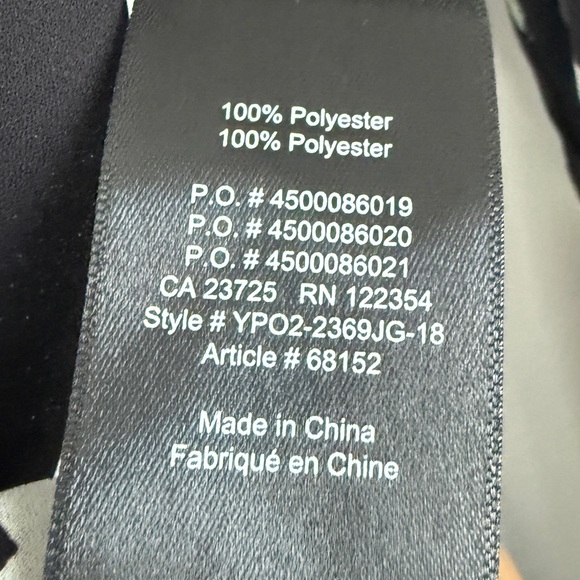 100% Polyester
100% Polyester
P.O. # 4500086019
P.O. # 4500086020
P.O. # 4500086021
CA 23725 RN 122354
Style # YPO2-2369JG-18
Article # 68152
Made in China
Fabriqué en Chine